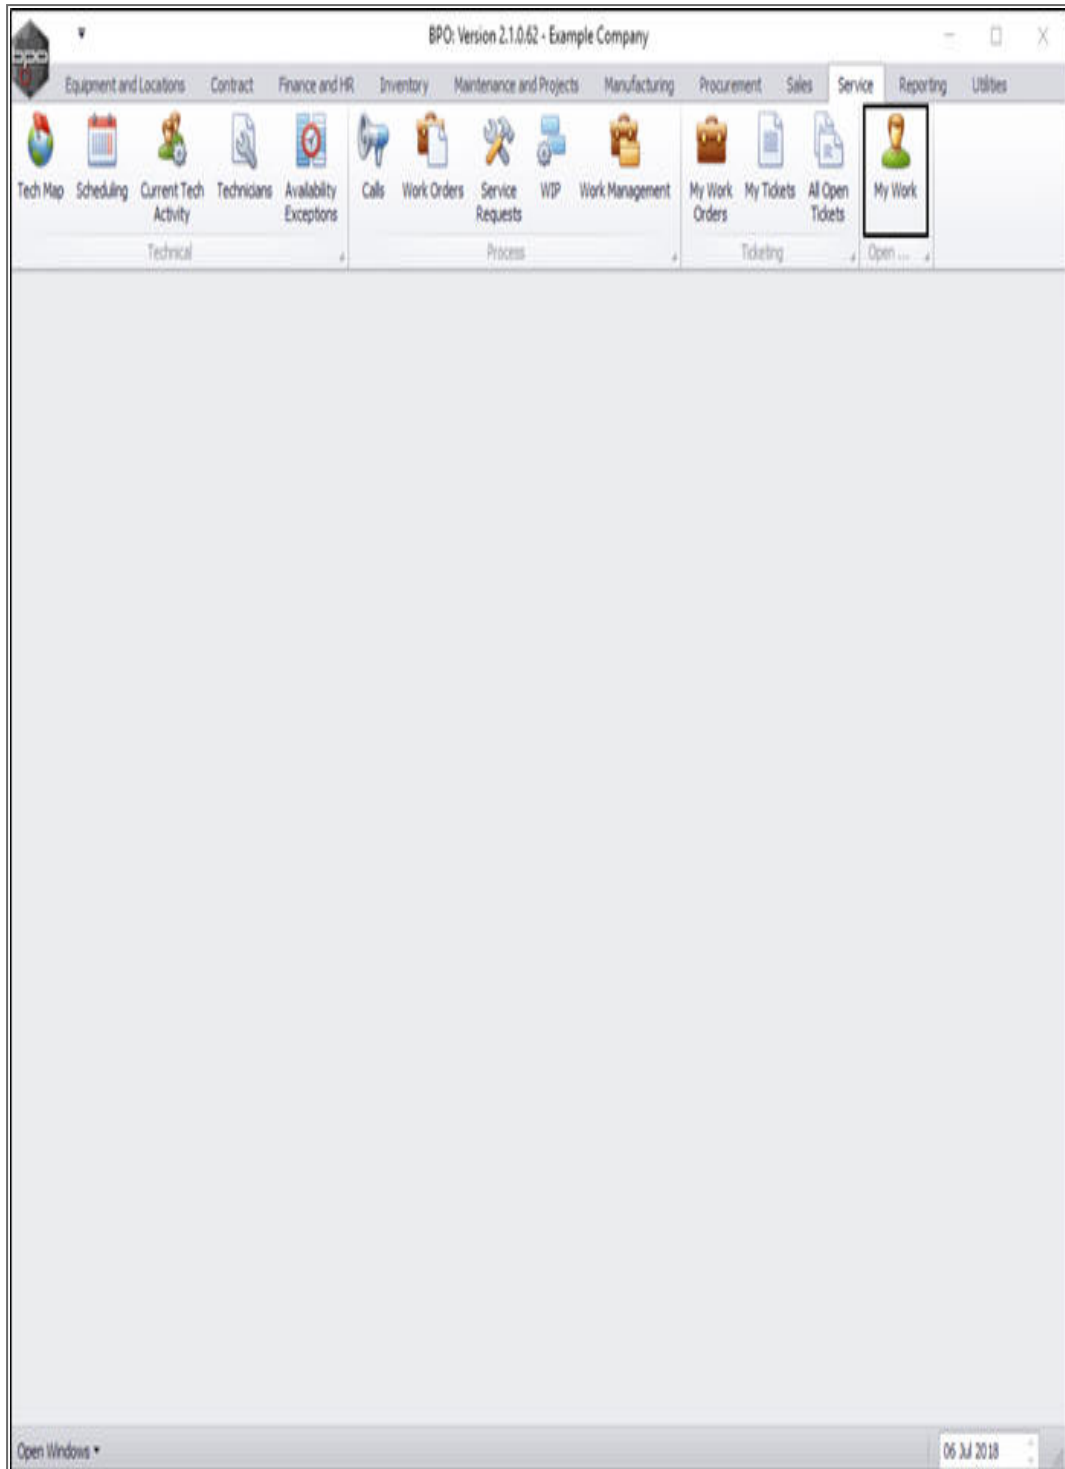 BPO: Version 2.1.0.62 - Example Company
bpo
Equipment and Locations Contract Finance and HR Inventory Maintenance and Projects Manufacturing Procurement Sales Service Reporting Utilities
Tech Map Scheduling Current Tech Activity Technicians Availability Exceptions Calls Work Orders Service Requests WIP Work Management My Work Orders My Tickets All Open Tickets My Work
Technical Process Ticketing Open ...
Open Windows
06 Jul 2018